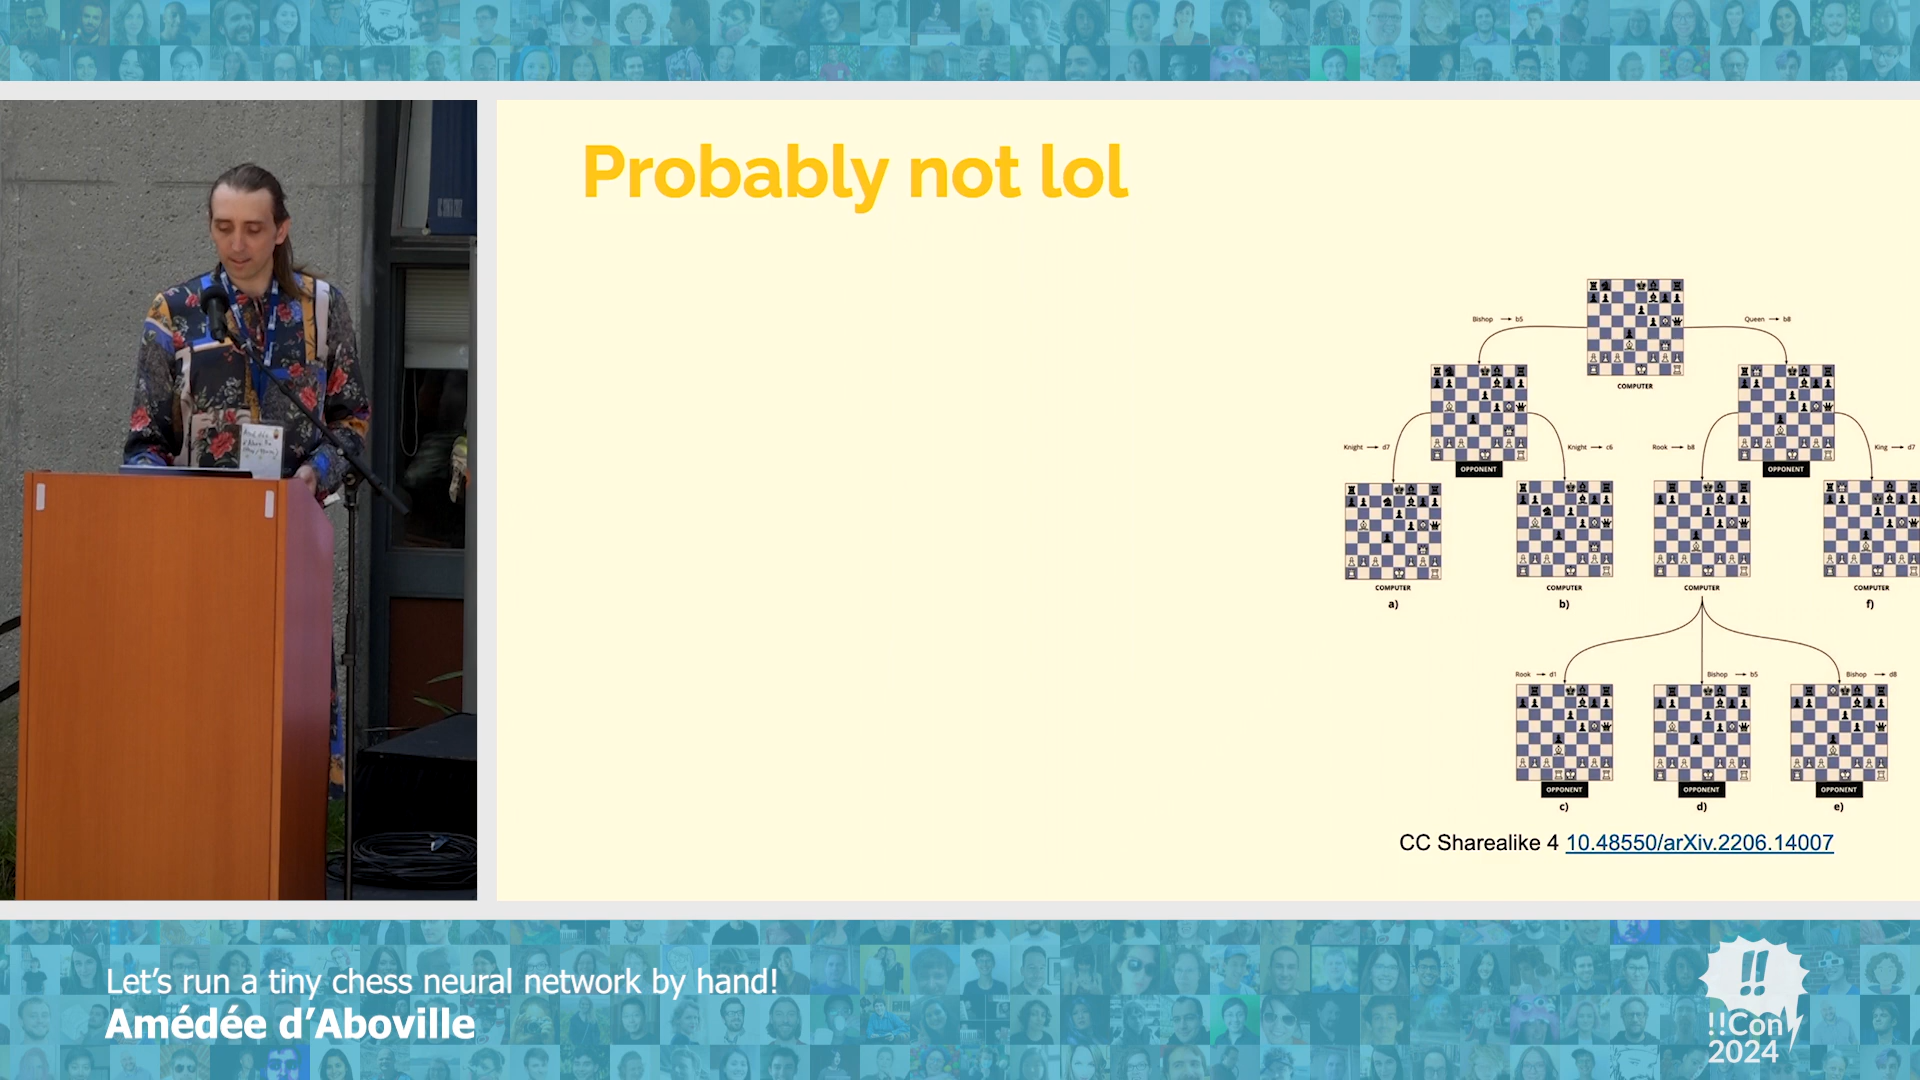 Probably not lol
Bishop → b5
Queen → b8
COMPUTER
Knight → d7
Knight → c6
Rook → b8
King → d7
OPPONENT
OPPONENT
COMPUTER
COMPUTER
COMPUTER
COMPUTER
a)
b)
f)
Rook → d1
Bishop → b5
Bishop → d8
OPPONENT
OPPONENT
OPPONENT
c)
d)
e)
CC Sharealike 4 10.48550/arXiv.2206.14007
Let's run a tiny chess neural network by hand!
Amédée d'Aboville
!!
!!Con
2024